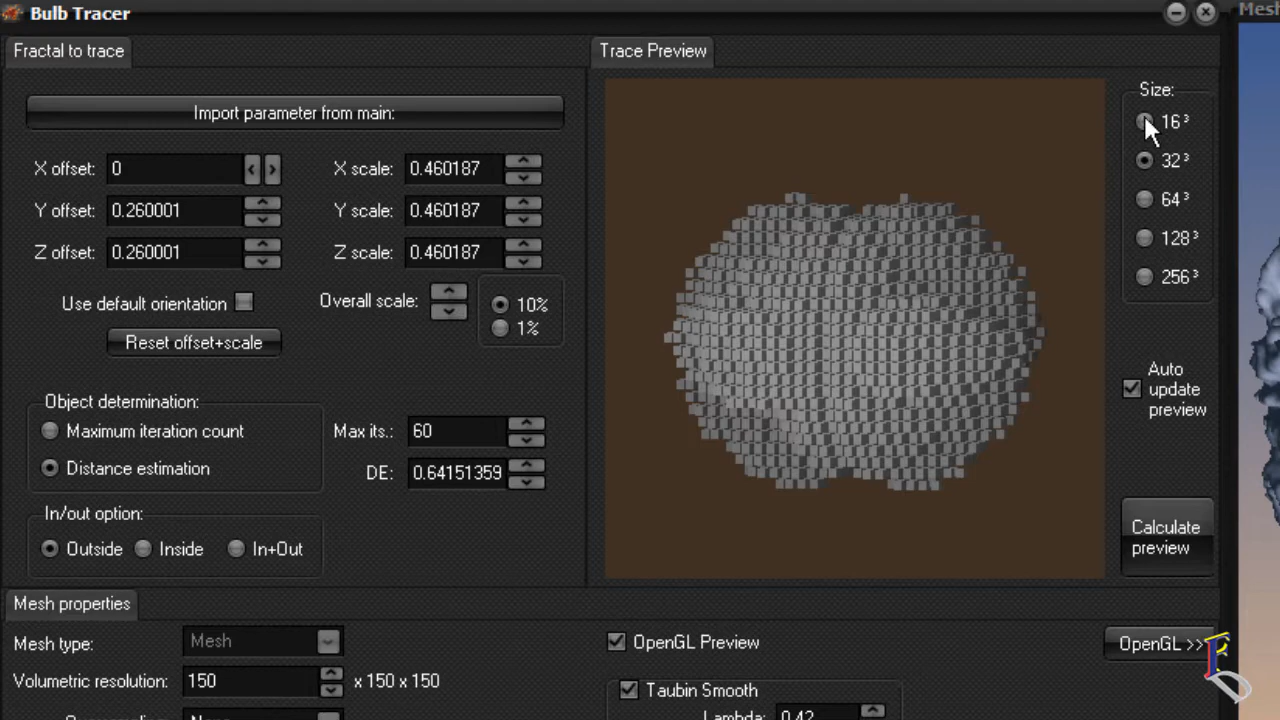 Bulb Tracer
Mesh
Fractal to trace
Trace Preview
Import parameter from main:
Size:
16³
32³
64³
128³
256³
X offset: 0
X scale: 0.460187
Y offset: 0.260001
Y scale: 0.460187
Z offset: 0.260001
Z scale: 0.460187
Use default orientation
Overall scale:
10%
1%
Reset offset+scale
Auto
update
preview
Object determination:
Maximum iteration count
Max its.: 60
Distance estimation
DE: 0.64151359
In/out option:
Outside
Inside
In+Out
Calculate
preview
Mesh properties
Mesh type: Mesh
OpenGL Preview
OpenGL >>
Volumetric resolution: 150 x 150 x 150
Taubin Smooth
Lambda: 0.42